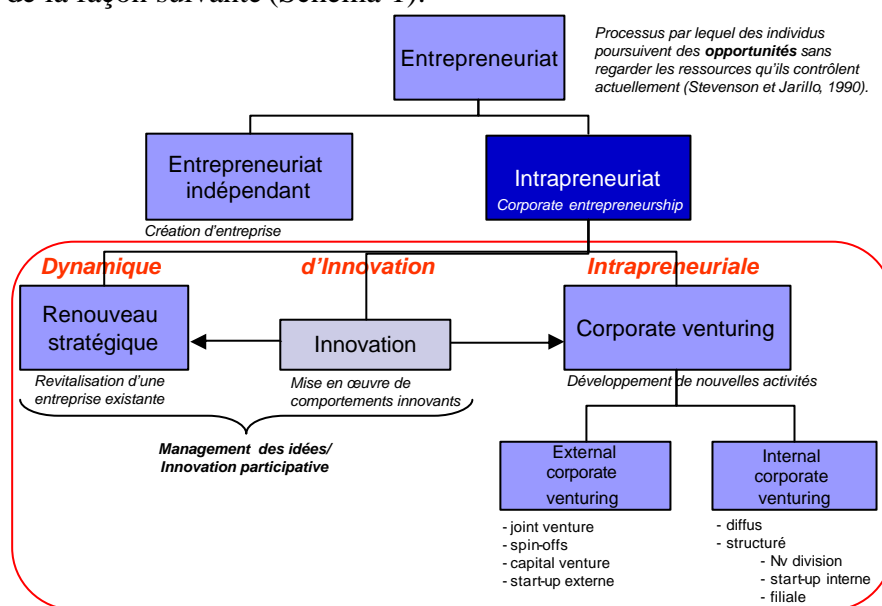 de la façon suivante (Schéma 1).
Processus par lequel des individus
poursuivent des opportunités sans
regarder les ressources qu'ils contrôlent
actuellement (Stevenson et Jarillo, 1990).
Entrepreneuriat
Entrepreneuriat
indépendant
Création d'entreprise
Intrapreneuriat
Corporate entrepreneurship
Dynamique d'Innovation Intrapreneuriale
Renouveau
stratégique
Revitalisation d'une
entreprise existante
Innovation
Mise en œuvre de
comportements innovants
Corporate venturing
Développement de nouvelles activités
Management des idées/
Innovation participative
External
corporate
venturing
- joint venture
- spin-offs
- capital venture
- start-up externe
Internal
corporate
venturing
- diffus
- structuré
- Nv division
- start-up interne
- filiale